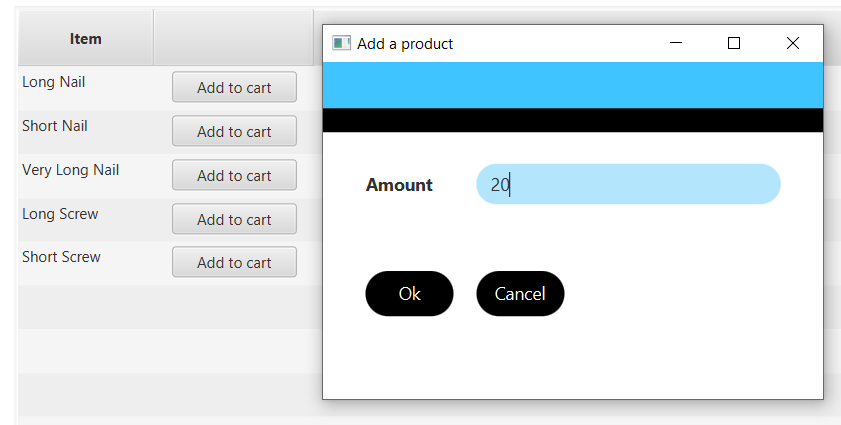 Item
Long Nail Add to cart
Short Nail Add to cart
Very Long Nail Add to cart
Long Screw Add to cart
Short Screw Add to cart
Add a product
Amount 20
Ok Cancel